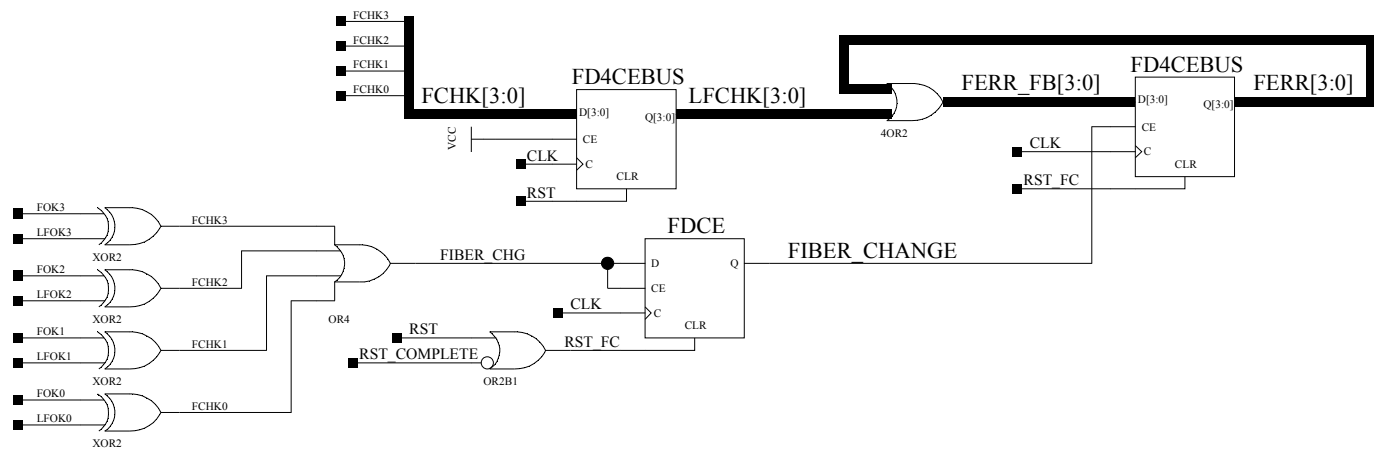 FCHK3
FCHK2
FCHK1
FCHK0
FCHK[3:0]
VCC
FD4CEBUS
D[3:0]
Q[3:0]
CE
CLK
C
CLR
RST
LFCHK[3:0]
4OR2
FERR_FB[3:0]
FD4CEBUS
D[3:0]
Q[3:0]
CE
CLK
C
CLR
RST_FC
FERR[3:0]
FOK3
LFOK3
XOR2
FCHK3
FOK2
LFOK2
XOR2
FCHK2
FOK1
LFOK1
XOR2
FCHK1
FOK0
LFOK0
XOR2
FCHK0
OR4
FIBER_CHG
FDCE
D
Q
CE
CLK
C
CLR
FIBER_CHANGE
RST
RST_COMPLETE
OR2B1
RST_FC